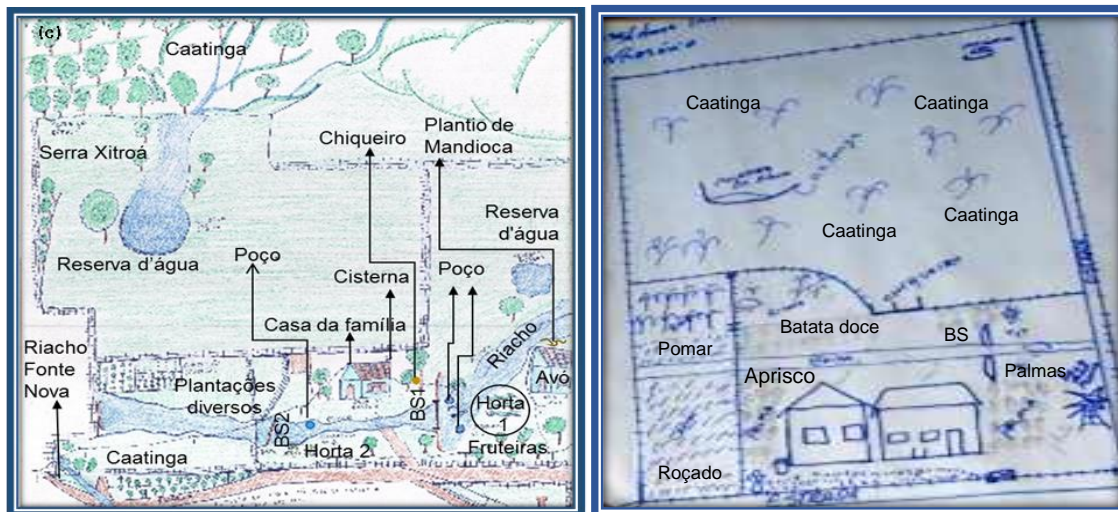 (c)
Caatinga
Chiqueiro
Plantio de
Mandioca
Serra Xitroá
Reserva
d'água
Reserva d'água
Poço
Cisterna
Poço
Casa da família
Riacho
Riacho
Fonte
Nova
Plantações
diversos
Avó
BS1
BS2
Horta
1
Caatinga
Horta 2
Fruteiras
Caatinga
Caatinga
Caatinga
Caatinga
Batata doce
BS
Pomar
Aprisco
Palmas
Roçado